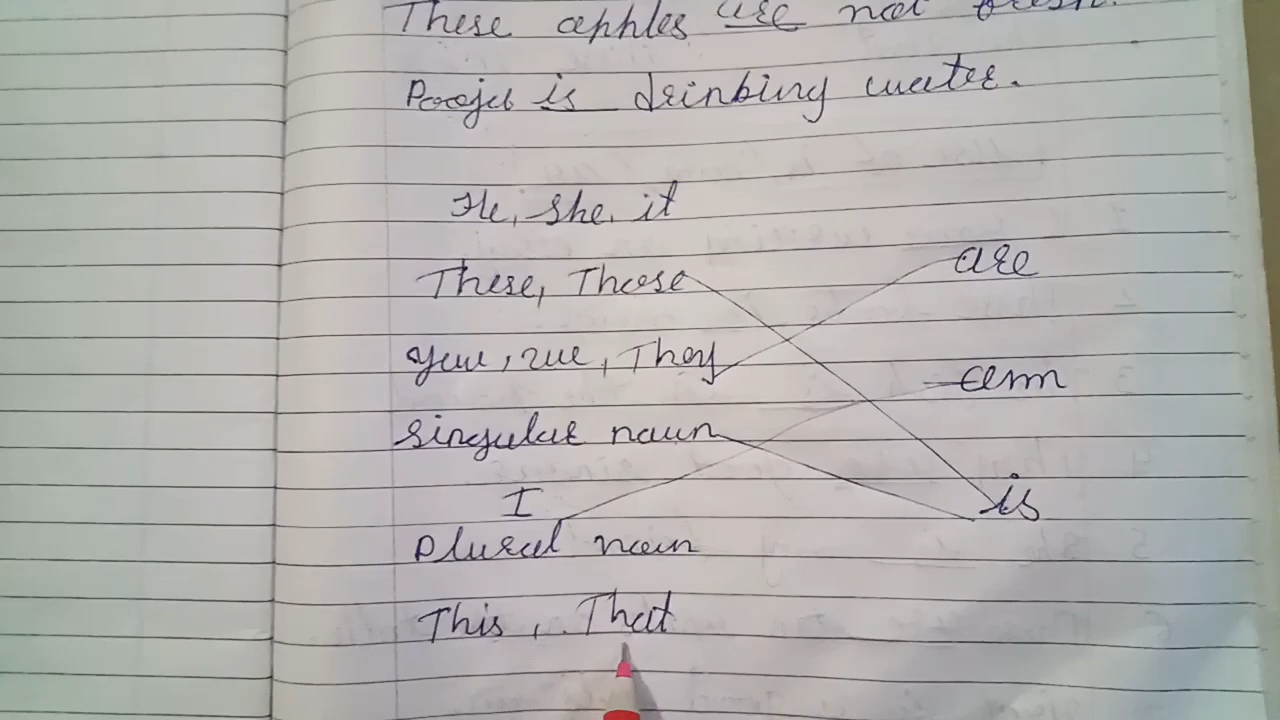 These apples are not fresh.
Pooja is drinking water.
He, she, it
These, Those
are
you, we, They
am
singular noun
I
is
Plural noun
This, That